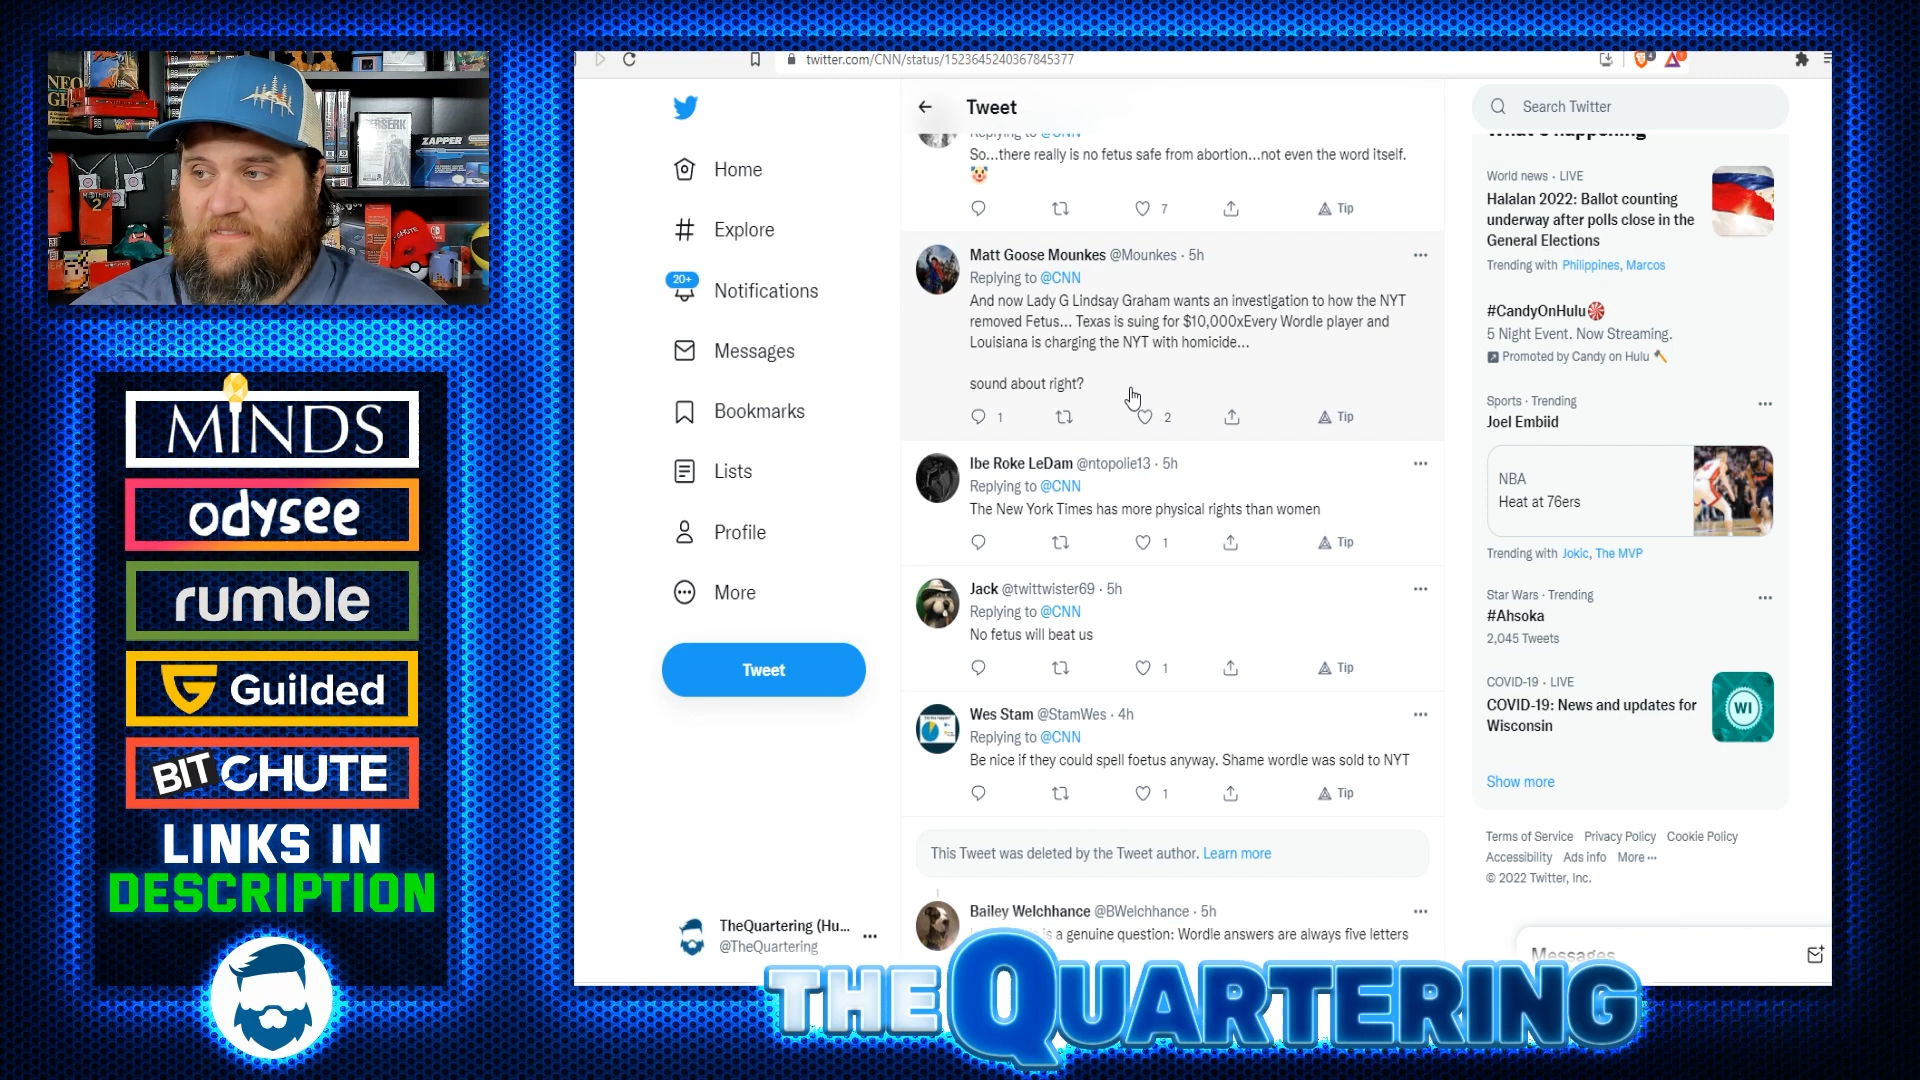 NEO
BERSERK
ZAPPER
MOTHER
2
MINDS
odysee
rumble
Guilded
BITCHUTE
LINKS IN
DESCRIPTION
twitter.com/CNN/status/1523645240367845377
Home
Explore
20+
Notifications
Messages
Bookmarks
Lists
Profile
More
Tweet
TheQuartering (Hu...
@TheQuartering
Tweet
Replying to @CNN
So...there really is no fetus safe from abortion...not even the word itself.
🤡
7 Tip
Matt Goose Mounkes @Mounkes · 5h
Replying to @CNN
And now Lady G Lindsay Graham wants an investigation to how the NYT
removed Fetus... Texas is suing for $10,000xEvery Wordle player and
Louisiana is charging the NYT with homicide...
sound about right?
1 2 Tip
Ibe Roke LeDam @ntopolie13 · 5h
Replying to @CNN
The New York Times has more physical rights than women
1 Tip
Jack @twittwister69 · 5h
Replying to @CNN
No fetus will beat us
1 Tip
Wes Stam @StamWes · 4h
Replying to @CNN
Be nice if they could spell foetus anyway. Shame wordle was sold to NYT
1 Tip
This Tweet was deleted by the Tweet author. Learn more
Bailey Welchhance @BWelchhance · 5h
is a genuine question: Wordle answers are always five letters
Search Twitter
What's happening
World news · LIVE
Halalan 2022: Ballot counting
underway after polls close in the
General Elections
Trending with Philippines, Marcos
#CandyOnHulu
5 Night Event. Now Streaming.
Promoted by Candy on Hulu
Sports · Trending
Joel Embiid
NBA
Heat at 76ers
Trending with Jokic, The MVP
Star Wars · Trending
#Ahsoka
2,045 Tweets
COVID-19 · LIVE
COVID-19: News and updates for
Wisconsin
WI
Show more
Terms of Service Privacy Policy Cookie Policy
Accessibility Ads info More ···
© 2022 Twitter, Inc.
Messages
THE QUARTERING